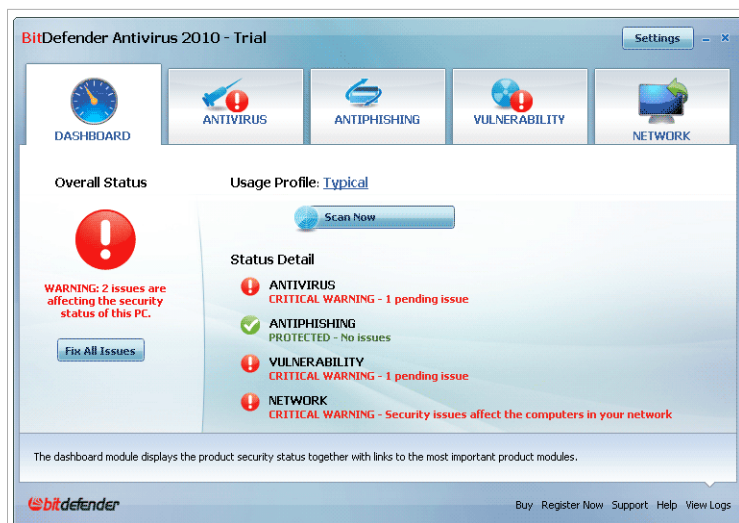 BitDefender Antivirus 2010 - Trial
Settings
DASHBOARD
ANTIVIRUS
ANTIPHISHING
VULNERABILITY
NETWORK
Overall Status
WARNING: 2 issues are
affecting the security
status of this PC.
Fix All Issues
Usage Profile: Typical
Scan Now
Status Detail
ANTIVIRUS
CRITICAL WARNING - 1 pending issue
ANTIPHISHING
PROTECTED - No issues
VULNERABILITY
CRITICAL WARNING - 1 pending issue
NETWORK
CRITICAL WARNING - Security issues affect the computers in your network
The dashboard module displays the product security status together with links to the most important product modules.
bitdefender
Buy Register Now Support Help View Logs